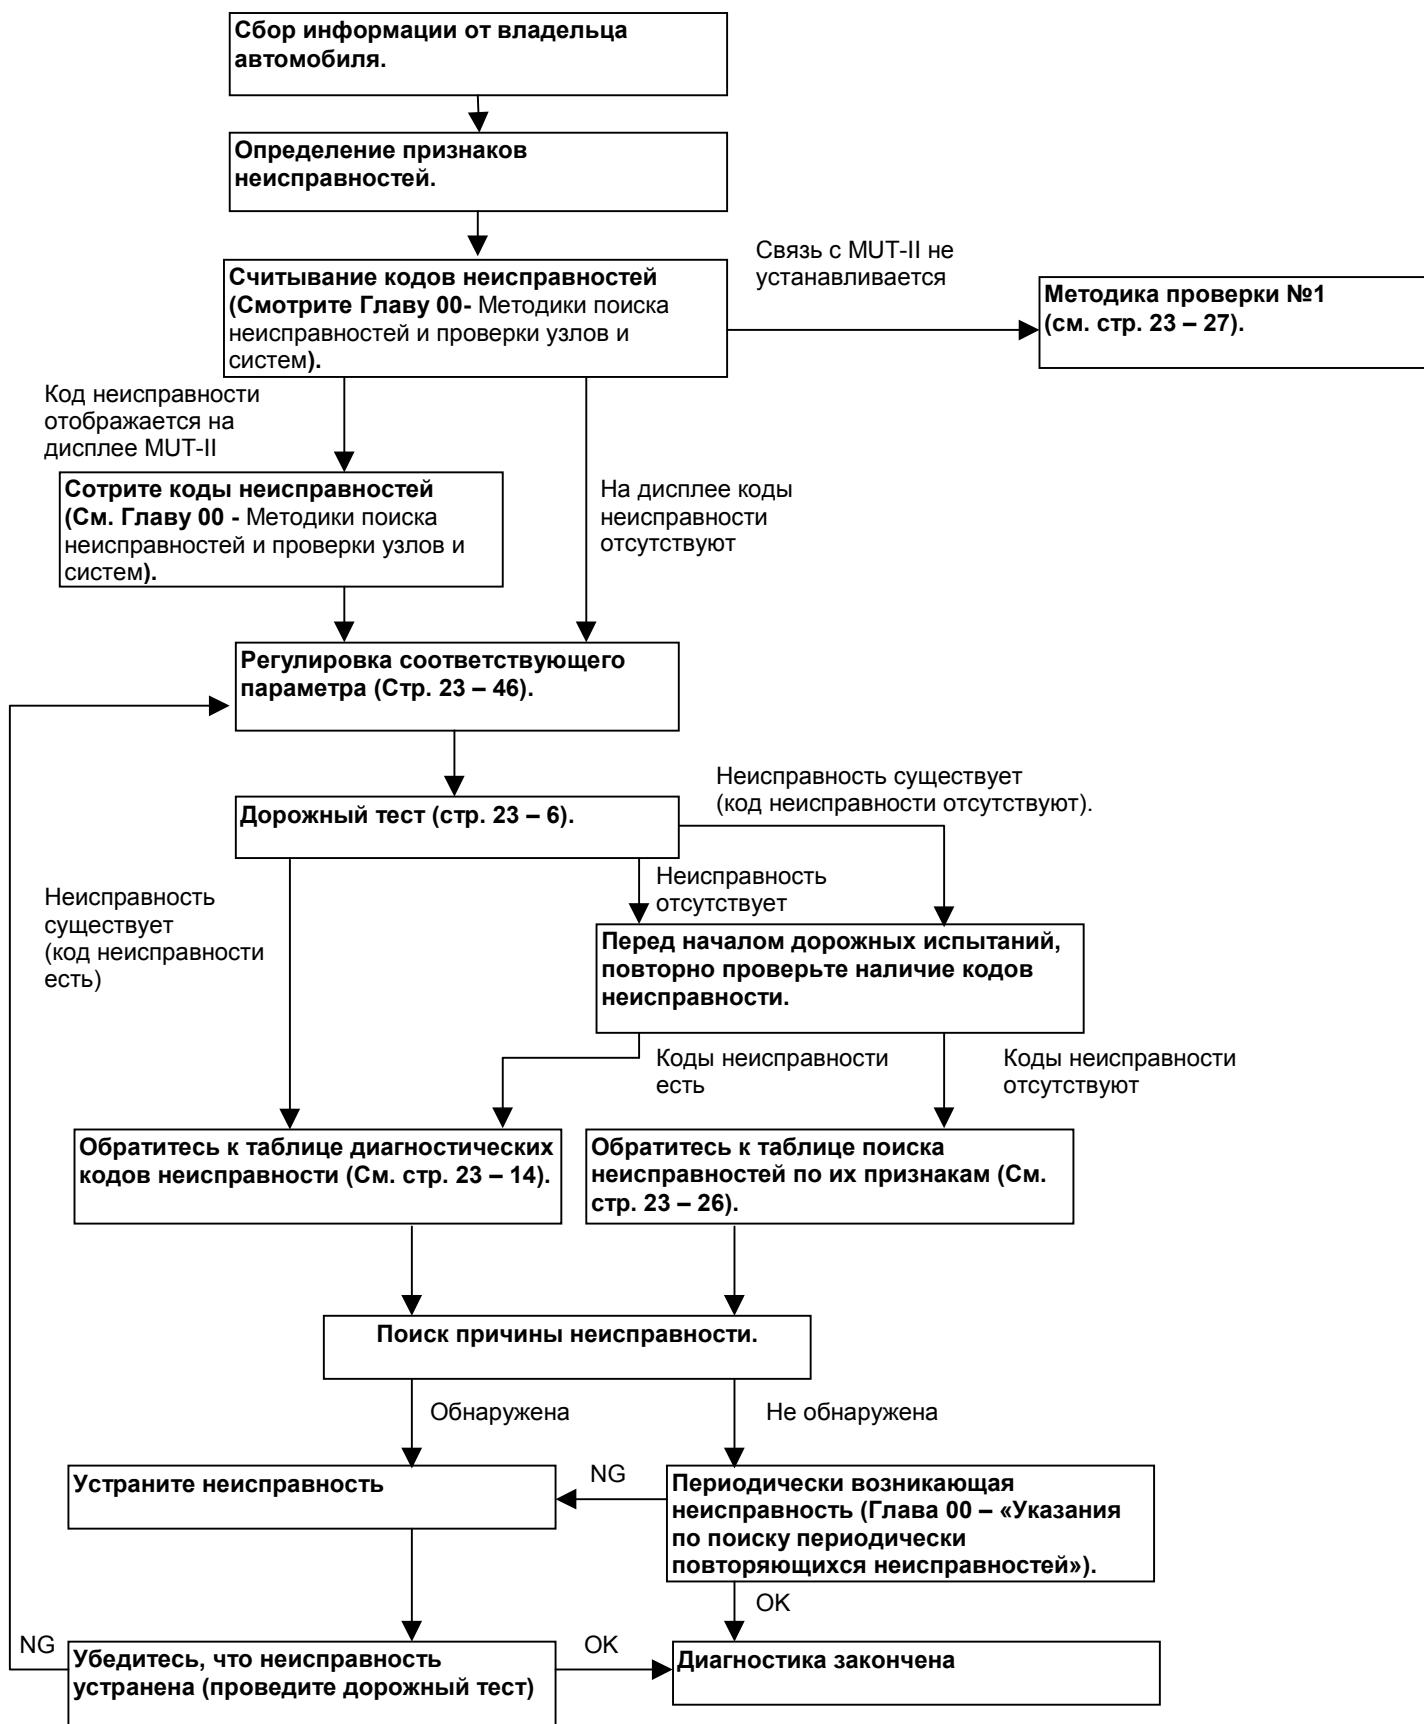 Сбор информации от владельца
автомобиля.
Определение признаков
неисправностей.
Связь с MUT-II не
устанавливается
Считывание кодов неисправностей
(Смотрите Главу 00- Методики поиска
неисправностей и проверки узлов и
систем).
Методика проверки №1
(см. стр. 23 – 27).
Код неисправности
отображается на
дисплее MUT-II
Сотрите коды неисправностей
(См. Главу 00 - Методики поиска
неисправностей и проверки узлов и
систем).
На дисплее коды
неисправности
отсутствуют
Регулировка соответствующего
параметра (Стр. 23 – 46).
Неисправность существует
(код неисправности отсутствуют).
Дорожный тест (стр. 23 – 6).
Неисправность
существует
(код неисправности
есть)
Неисправность
отсутствует
Перед началом дорожных испытаний,
повторно проверьте наличие кодов
неисправности.
Коды неисправности
есть
Коды неисправности
отсутствуют
Обратитесь к таблице диагностических
кодов неисправности (См. стр. 23 – 14).
Обратитесь к таблице поиска
неисправностей по их признакам (См.
стр. 23 – 26).
Поиск причины неисправности.
Обнаружена
Не обнаружена
Устраните неисправность
NG
Периодически возникающая
неисправность (Глава 00 – «Указания
по поиску периодически
повторяющихся неисправностей»).
OK
NG
Убедитесь, что неисправность
устранена (проведите дорожный тест)
OK
Диагностика закончена